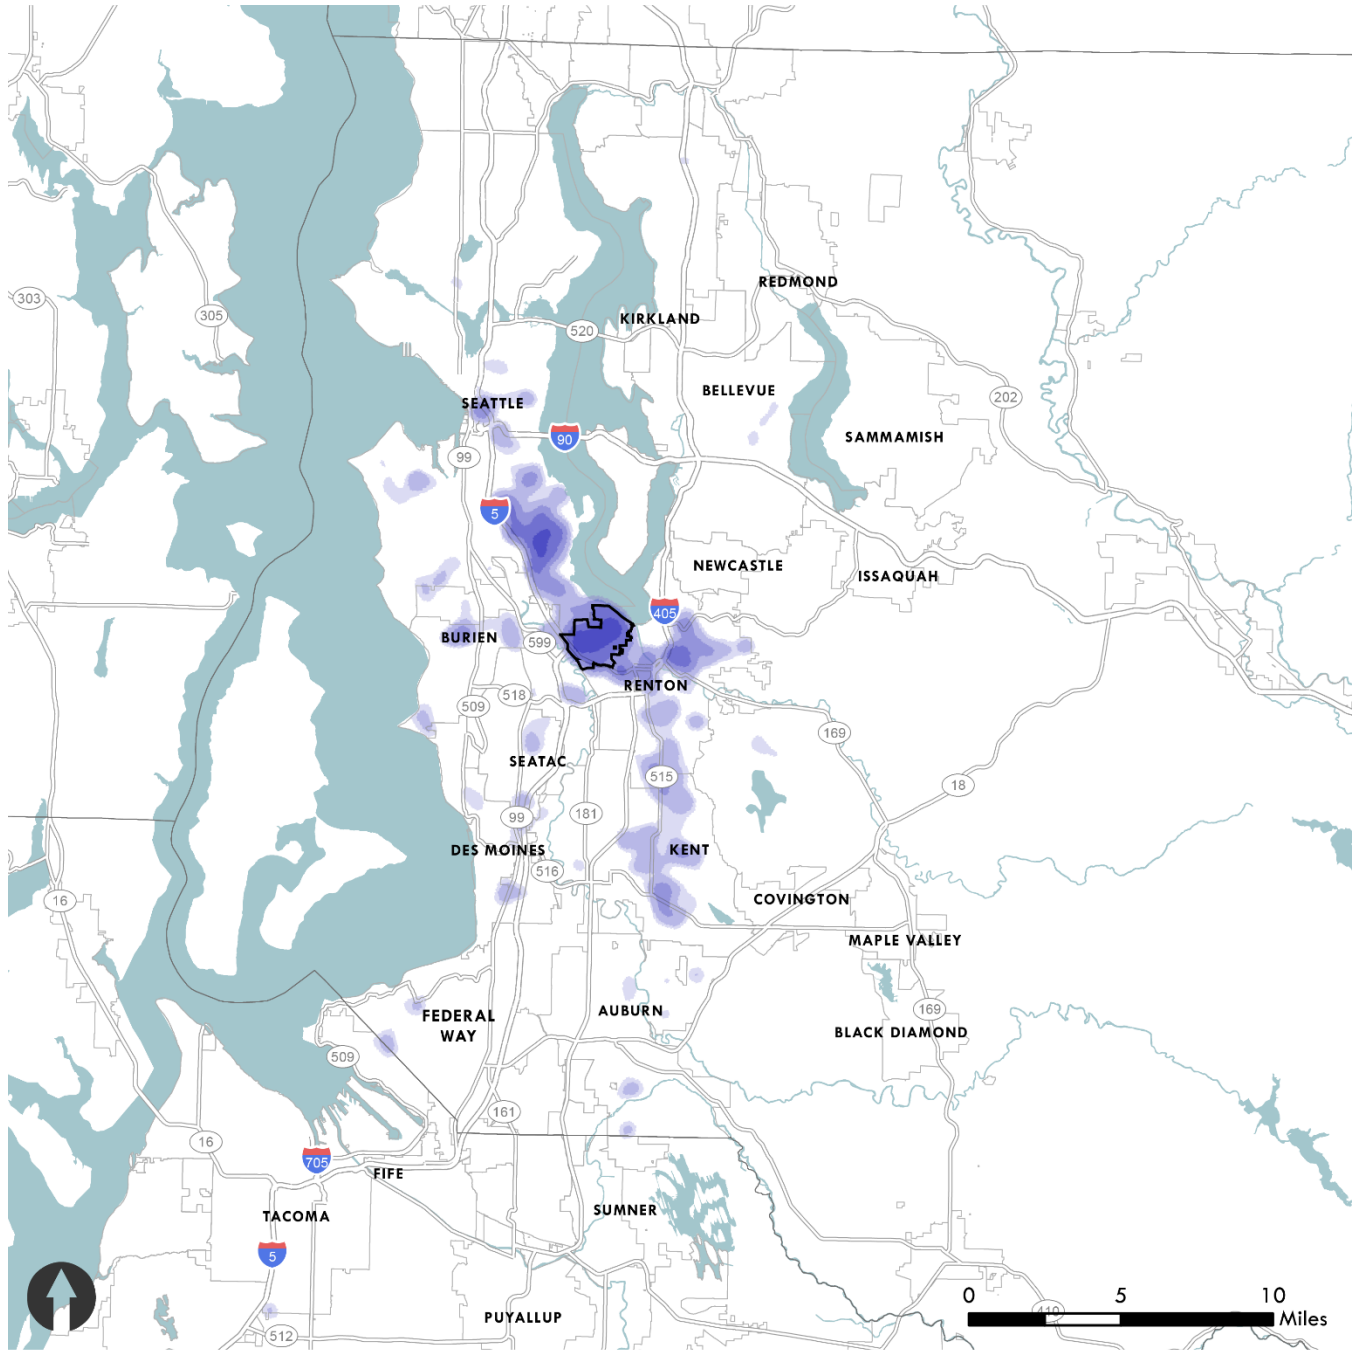 REDMOND
303
305
KIRKLAND
520
BELLEVUE
202
SEATTLE
90
SAMMAMISH
99
5
NEWCASTLE
ISSAQUAH
405
BURIEN
599
RENTON
518
509
169
SEATAC
515
18
99
181
DES MOINES
KENT
516
16
COVINGTON
MAPLE VALLEY
FEDERAL
WAY
AUBURN
169
BLACK DIAMOND
509
161
16
705
FIFE
SUMNER
TACOMA
5
0 5 10
Miles
410
PUYALLUP
512